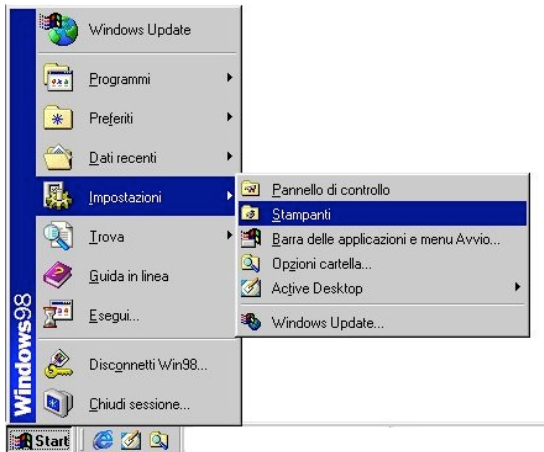 Windows Update
Programmi
Preferiti
Dati recenti
Impostazioni
Trova
Guida in linea
Esegui...
Disconnetti Win98...
Chiudi sessione...
Windows98
Pannello di controllo
Stampanti
Barra delle applicazioni e menu Avvio...
Opzioni cartella...
Active Desktop
Windows Update...
Start